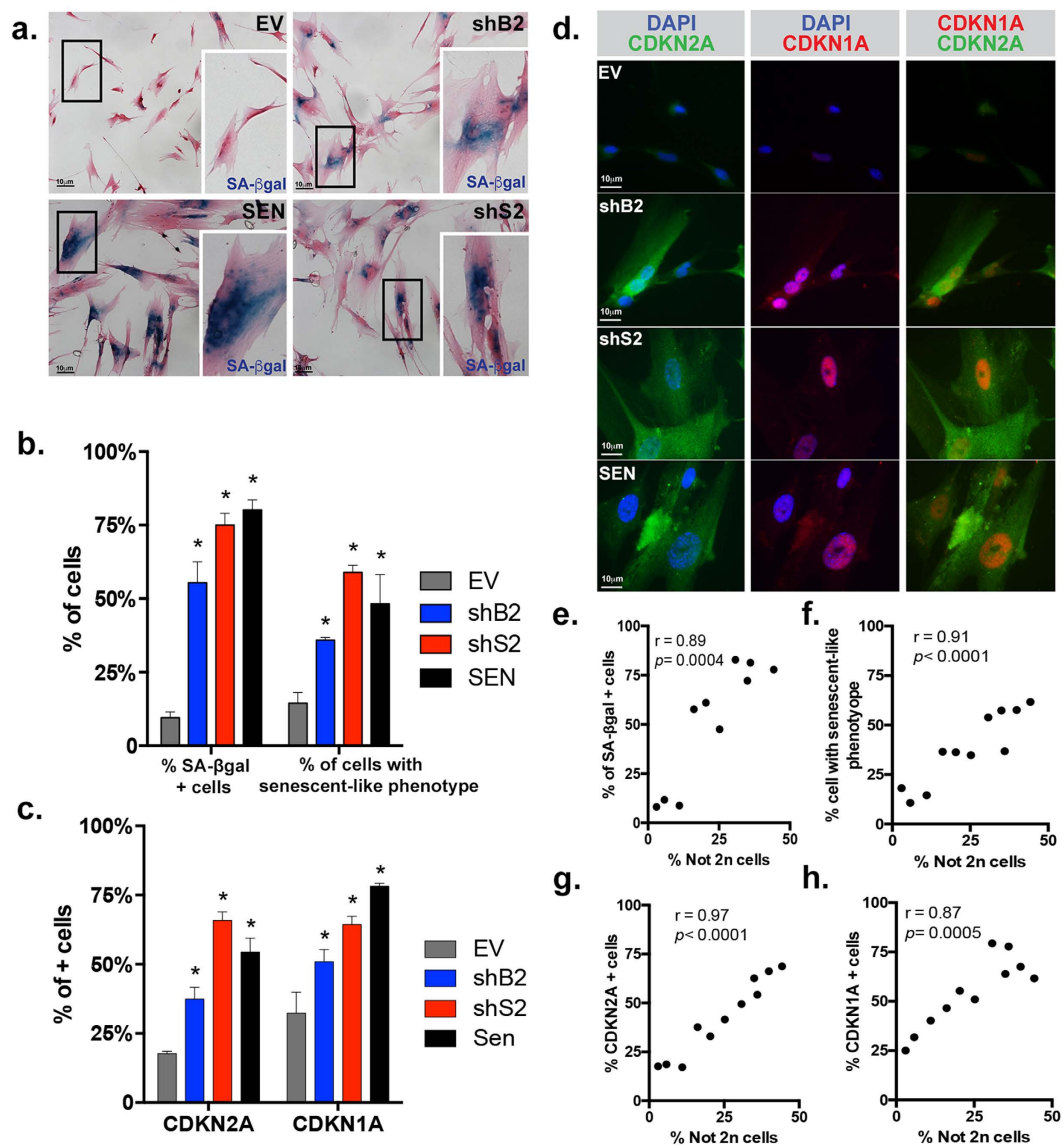 a.
EV
10μm
SA-βgal
shB2
10μm
SA-βgal
SEN
10μm
SA-βgal
shS2
10μm
SA-βgal
b.
100%
75%
50%
25%
0
% of cells
*
*
*
*
*
*
EV
shB2
shS2
SEN
% SA-βgal
+ cells
% of cells with
senescent-like phenotype
c.
100%
75%
50%
25%
0
% of + cells
*
*
*
*
*
*
EV
shB2
shS2
Sen
CDKN2A
CDKN1A
d.
DAPI
CDKN2A
DAPI
CDKN1A
CDKN1A
CDKN2A
EV
10μm
shB2
10μm
shS2
10μm
SEN
10μm
e.
100
75
50
25
0
% of SA-βgal + cells
r = 0.89
p= 0.0004
0 25 50
% Not 2n cells
f.
100
75
50
25
0
% cell with senescent-like
phenotyope
r = 0.91
p< 0.0001
0 25 50
% Not 2n cells
g.
100
75
50
25
0
% CDKN2A + cells
r = 0.97
p< 0.0001
0 25 50
% Not 2n cells
h.
100
75
50
25
0
% CDKN1A + cells
r = 0.87
p= 0.0005
0 25 50
% Not 2n cells